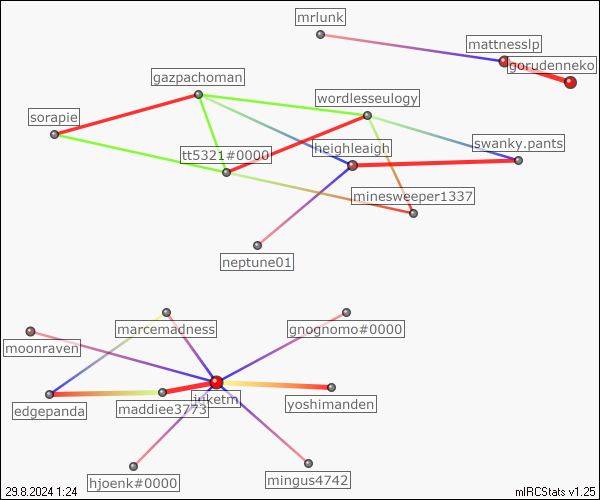 mrlunk
mattnesslp
gorudenneko
gazpachoman
wordlesseulogy
sorapie
swanky.pants
heighleaigh
tt5321#0000
minesweeper1337
neptune01
marcemadness
gnognomo#0000
moonraven
edgepanda
maddiee3773
yoshimanden
hjoenk#0000
mingus4742
29.8.2024 1:24
mIRCStats v1.25